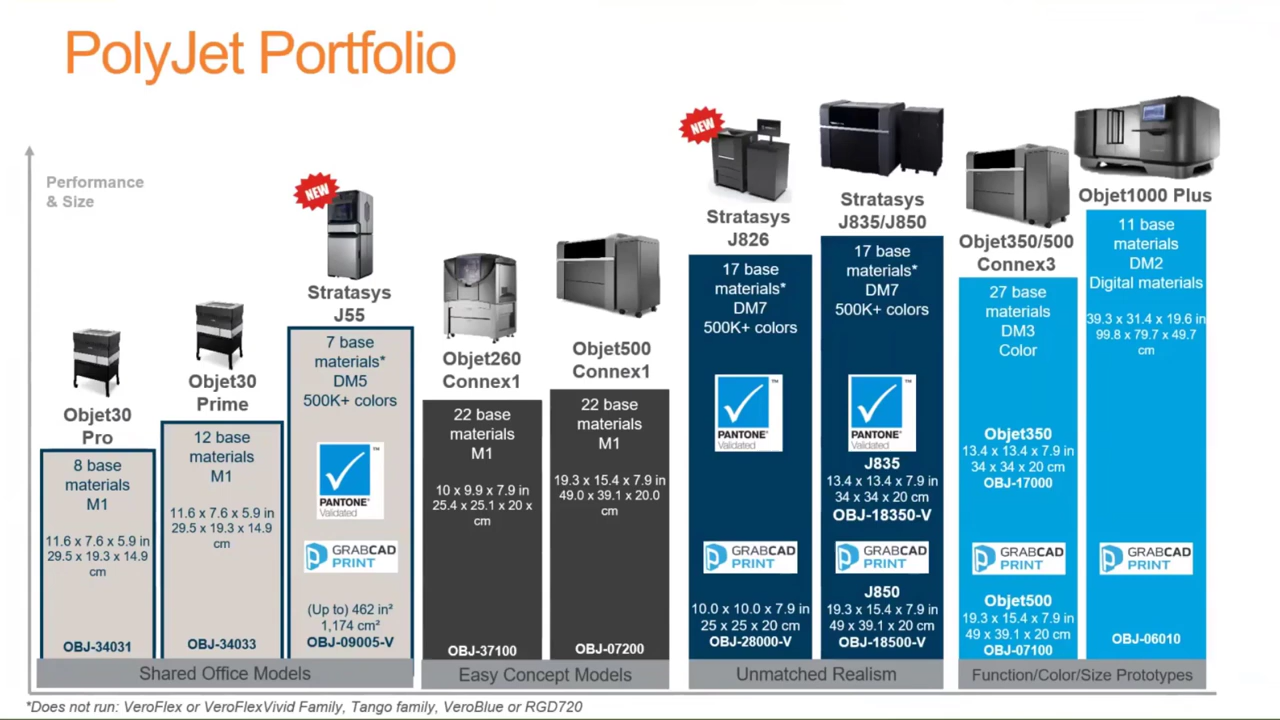 PolyJet Portfolio
Performance
& Size
Objet30
Pro
8 base
materials
M1
11.6 x 7.6 x 5.9 in
29.5 x 19.3 x 14.9
cm
OBJ-34031
Objet30
Prime
12 base
materials
M1
11.6 x 7.6 x 5.9 in
29.5 x 19.3 x 14.9
cm
OBJ-34033
NEW
Stratasys
J55
7 base
materials*
DM5
500K+ colors
TM
PANTONE®
Validated
GRABCAD
PRINT
(Up to) 462 in²
1,174 cm²
OBJ-09005-V
Shared Office Models
Objet260
Connex1
22 base
materials
M1
10 x 9.9 x 7.9 in
25.4 x 25.1 x 20 x
cm
OBJ-37100
Objet500
Connex1
22 base
materials
M1
19.3 x 15.4 x 7.9 in
49.0 x 39.1 x 20.0
cm
OBJ-07200
Easy Concept Models
NEW
Stratasys
J826
17 base
materials*
DM7
500K+ colors
TM
PANTONE®
Validated
GRABCAD
PRINT
10.0 x 10.0 x 7.9 in
25 x 25 x 20 cm
OBJ-28000-V
Stratasys
J835/J850
17 base
materials*
DM7
500K+ colors
TM
PANTONE®
Validated
J835
13.4 x 13.4 x 7.9 in
34 x 34 x 20 cm
OBJ-18350-V
GRABCAD
PRINT
J850
19.3 x 15.4 x 7.9 in
49 x 39.1 x 20 cm
OBJ-18500-V
Unmatched Realism
Objet350/500
Connex3
27 base
materials
DM3
Color
Objet350
13.4 x 13.4 x 7.9 in
34 x 34 x 20 cm
OBJ-17000
GRABCAD
PRINT
Objet500
19.3 x 15.4 x 7.9 in
49 x 39.1 x 20 cm
OBJ-07100
Objet1000 Plus
11 base
materials
DM2
Digital materials
39.3 x 31.4 x 19.6 in
99.8 x 79.7 x 49.7
cm
GRABCAD
PRINT
OBJ-06010
Function/Color/Size Prototypes
*Does not run: VeroFlex or VeroFlexVivid Family, Tango family, VeroBlue or RGD720